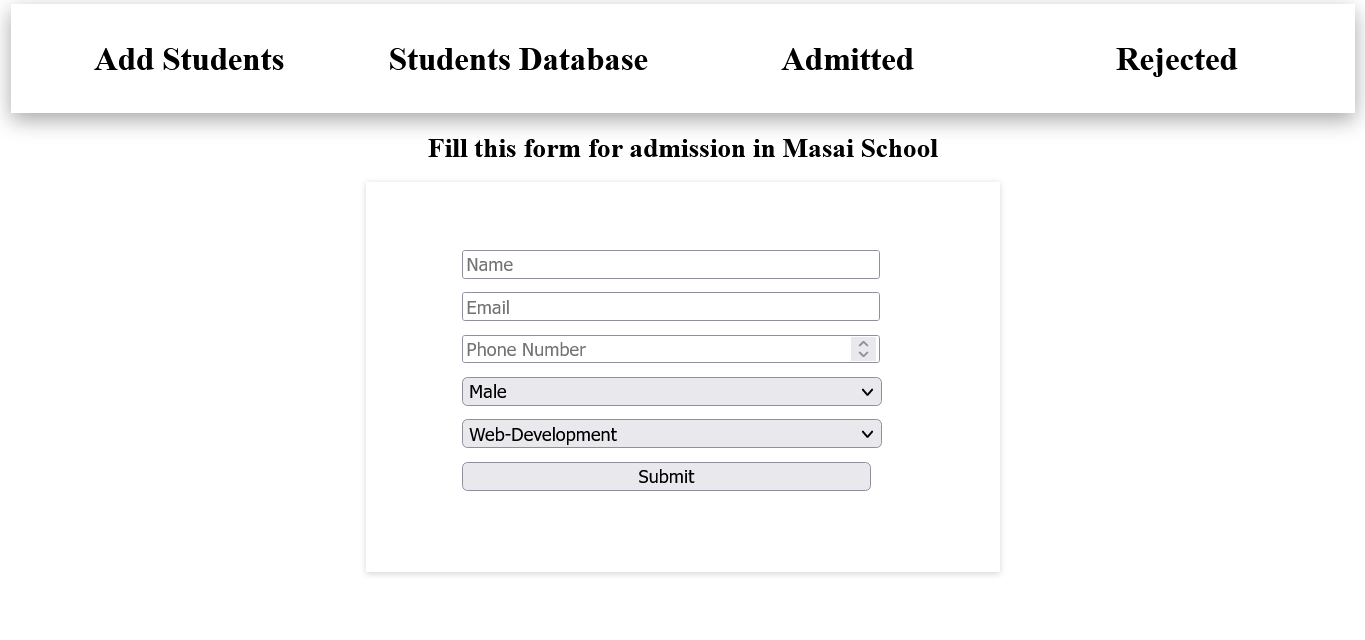 Add Students Students Database Admitted Rejected
Fill this form for admission in Masai School
Name
Email
Phone Number
Male
Web-Development
Submit